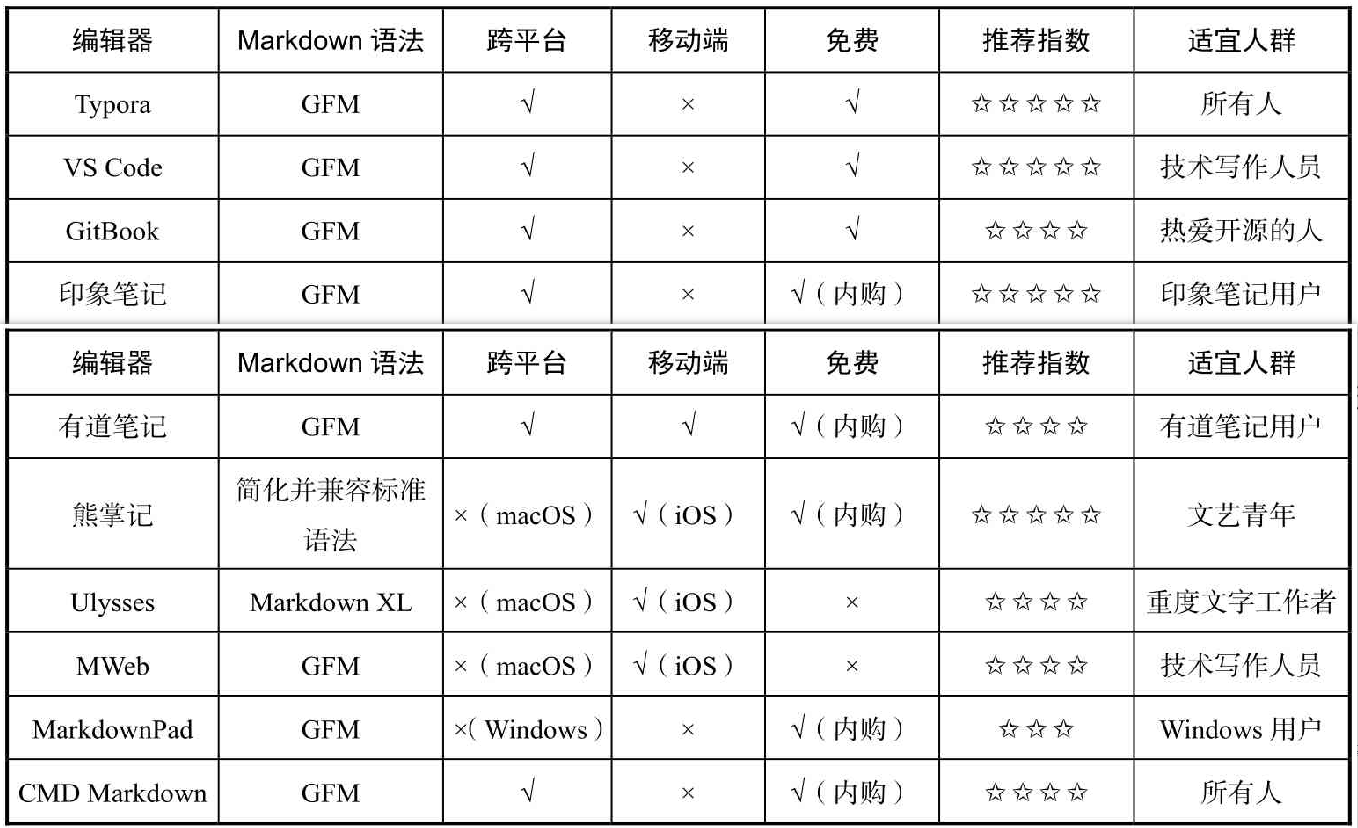 编辑器 Markdown 语法 跨平台 移动端 免费 推荐指数 适宜人群
Typora GFM √ × √ ☆☆☆☆☆ 所有人
VS Code GFM √ × √ ☆☆☆☆☆ 技术写作人员
GitBook GFM √ × √ ☆☆☆☆ 热爱开源的人
印象笔记 GFM √ × √（内购） ☆☆☆☆☆ 印象笔记用户
编辑器 Markdown 语法 跨平台 移动端 免费 推荐指数 适宜人群
有道笔记 GFM √ √ √（内购） ☆☆☆☆ 有道笔记用户
熊掌记 简化并兼容标准 ×（macOS） √（iOS） √（内购） ☆☆☆☆☆ 文艺青年
语法
Ulysses Markdown XL ×（macOS） √（iOS） × ☆☆☆☆ 重度文字工作者
MWeb GFM ×（macOS） √（iOS） × ☆☆☆☆ 技术写作人员
MarkdownPad GFM ×（Windows） × √（内购） ☆☆☆ Windows 用户
CMD Markdown GFM √ × √（内购） ☆☆☆☆ 所有人